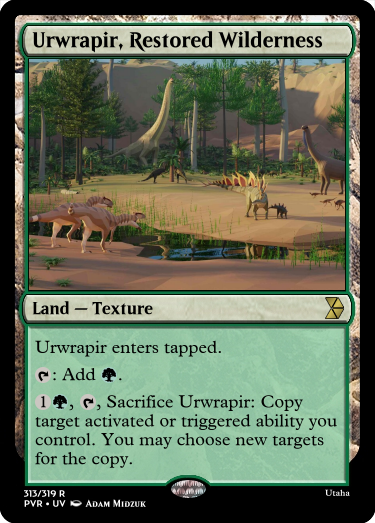 Urwrapir, Restored Wilderness
Land — Texture
Urwrapir enters tapped.
: Add .
1, , Sacrifice Urwrapir: Copy
target activated or triggered ability you
control. You may choose new targets
for the copy.
313/319 R
Utaha
PVR • UV Adam Midzuk